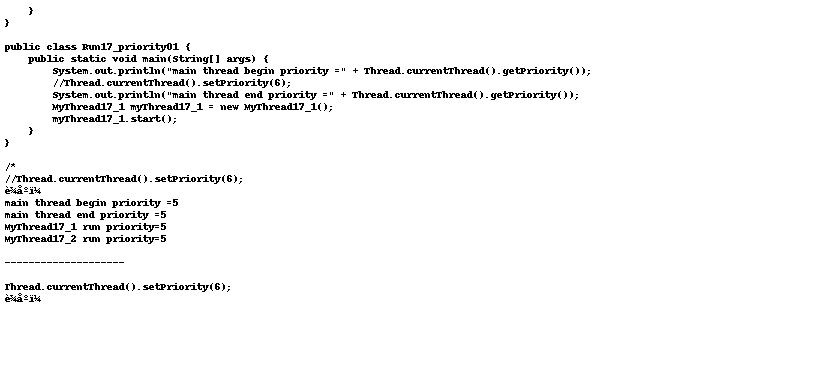 }
}

public class Run17_priority01 {
    public static void main(String[] args) {
        System.out.println("main thread begin priority =" + Thread.currentThread().getPriority());
        //Thread.currentThread().setPriority(6);
        System.out.println("main thread end priority =" + Thread.currentThread().getPriority());
        MyThread17_1 myThread17_1 = new MyThread17_1();
        myThread17_1.start();
    }
}

/*
//Thread.currentThread().setPriority(6);
è¾åºï¼
main thread begin priority =5
main thread end priority =5
MyThread17_1 run priority=5
MyThread17_2 run priority=5

--------------------

Thread.currentThread().setPriority(6);
è¾åºï¼